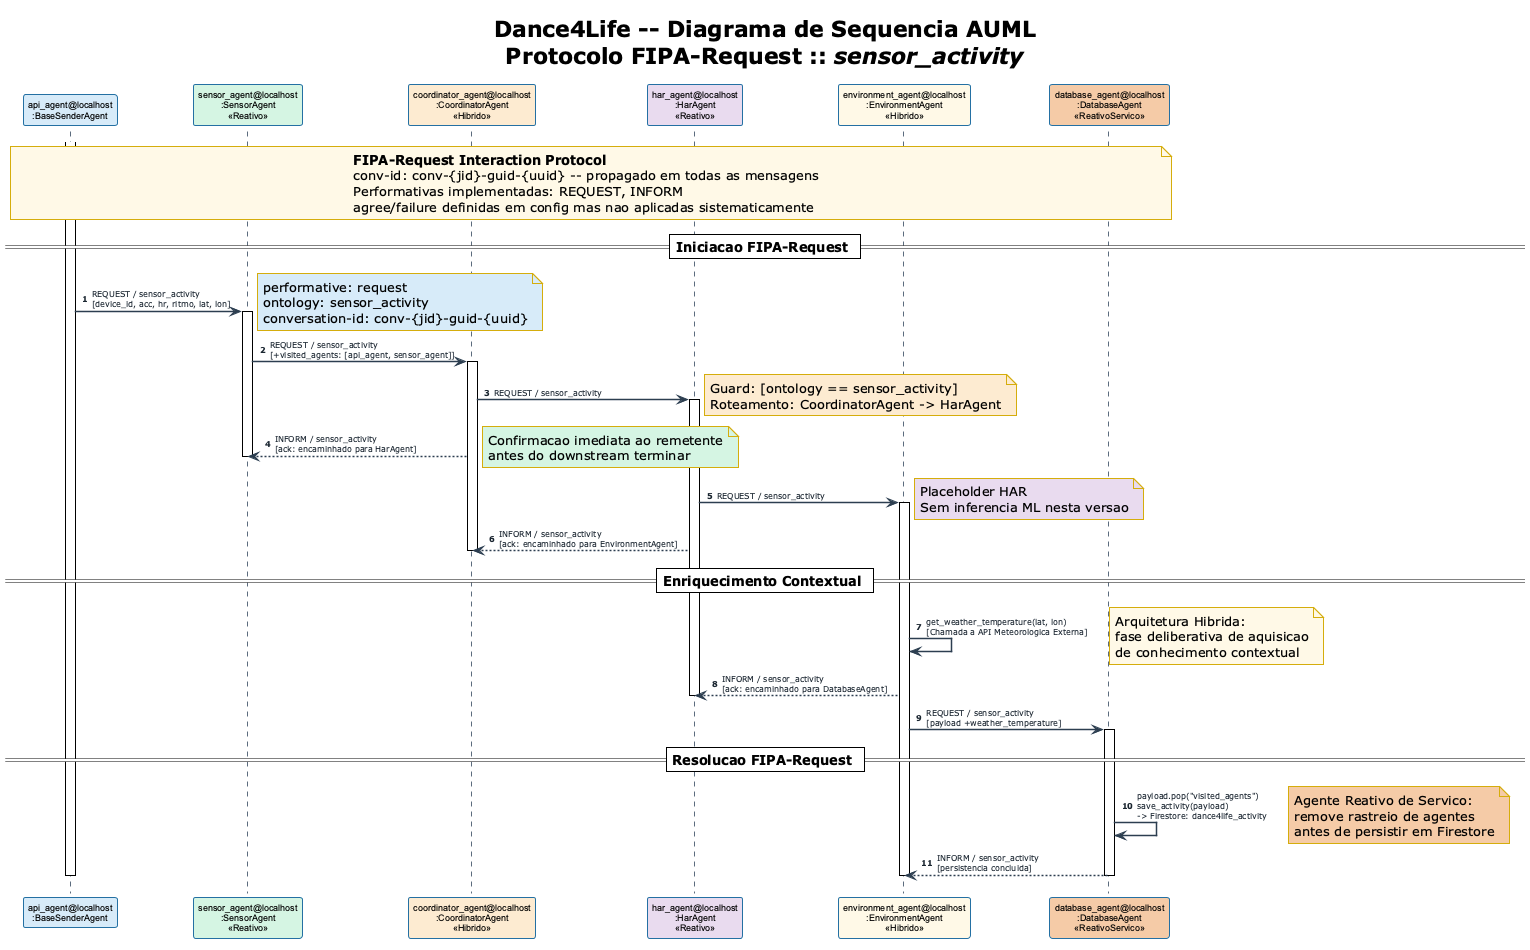 Dance4Life -- Diagrama de Sequencia AUML
Protocolo FIPA-Request :: sensor_activity
api_agent@localhost
:BaseSenderAgent
sensor_agent@localhost
:SensorAgent
«Reativo»
coordinator_agent@localhost
:CoordinatorAgent
«Hibrido»
har_agent@localhost
:HarAgent
«Reativo»
environment_agent@localhost
:EnvironmentAgent
«Hibrido»
database_agent@localhost
:DatabaseAgent
«ReativoServico»
FIPA-Request Interaction Protocol
conv-id: conv-{jid}-guid-{uuid} -- propagado em todas as mensagens
Performativas implementadas: REQUEST, INFORM
agree/failure definidas em config mas nao aplicadas sistematicamente
Iniciacao FIPA-Request
1 REQUEST / sensor_activity
[device_id, acc, hr, ritmo, lat, lon]
performative: request
ontology: sensor_activity
conversation-id: conv-{jid}-guid-{uuid}
2 REQUEST / sensor_activity
[+visited_agents: [api_agent, sensor_agent]]
3 REQUEST / sensor_activity
Guard: [ontology == sensor_activity]
Roteamento: CoordinatorAgent -> HarAgent
4 INFORM / sensor_activity
[ack: encaminhado para HarAgent]
Confirmacao imediata ao remetente
antes do downstream terminar
5 REQUEST / sensor_activity
Placeholder HAR
Sem inferencia ML nesta versao
6 INFORM / sensor_activity
[ack: encaminhado para EnvironmentAgent]
Enriquecimento Contextual
7 get_weather_temperature(lat, lon)
[Chamada a API Meteorologica Externa]
Arquitetura Hibrida:
fase deliberativa de aquisicao
de conhecimento contextual
8 INFORM / sensor_activity
[ack: encaminhado para DatabaseAgent]
9 REQUEST / sensor_activity
[payload +weather_temperature]
Resolucao FIPA-Request
payload.pop("visited_agents")
10 save_activity(payload)
-> Firestore: dance4life_activity
Agente Reativo de Servico:
remove rastreio de agentes
antes de persistir em Firestore
11 INFORM / sensor_activity
[persistencia concluida]
api_agent@localhost
:BaseSenderAgent
sensor_agent@localhost
:SensorAgent
«Reativo»
coordinator_agent@localhost
:CoordinatorAgent
«Hibrido»
har_agent@localhost
:HarAgent
«Reativo»
environment_agent@localhost
:EnvironmentAgent
«Hibrido»
database_agent@localhost
:DatabaseAgent
«ReativoServico»